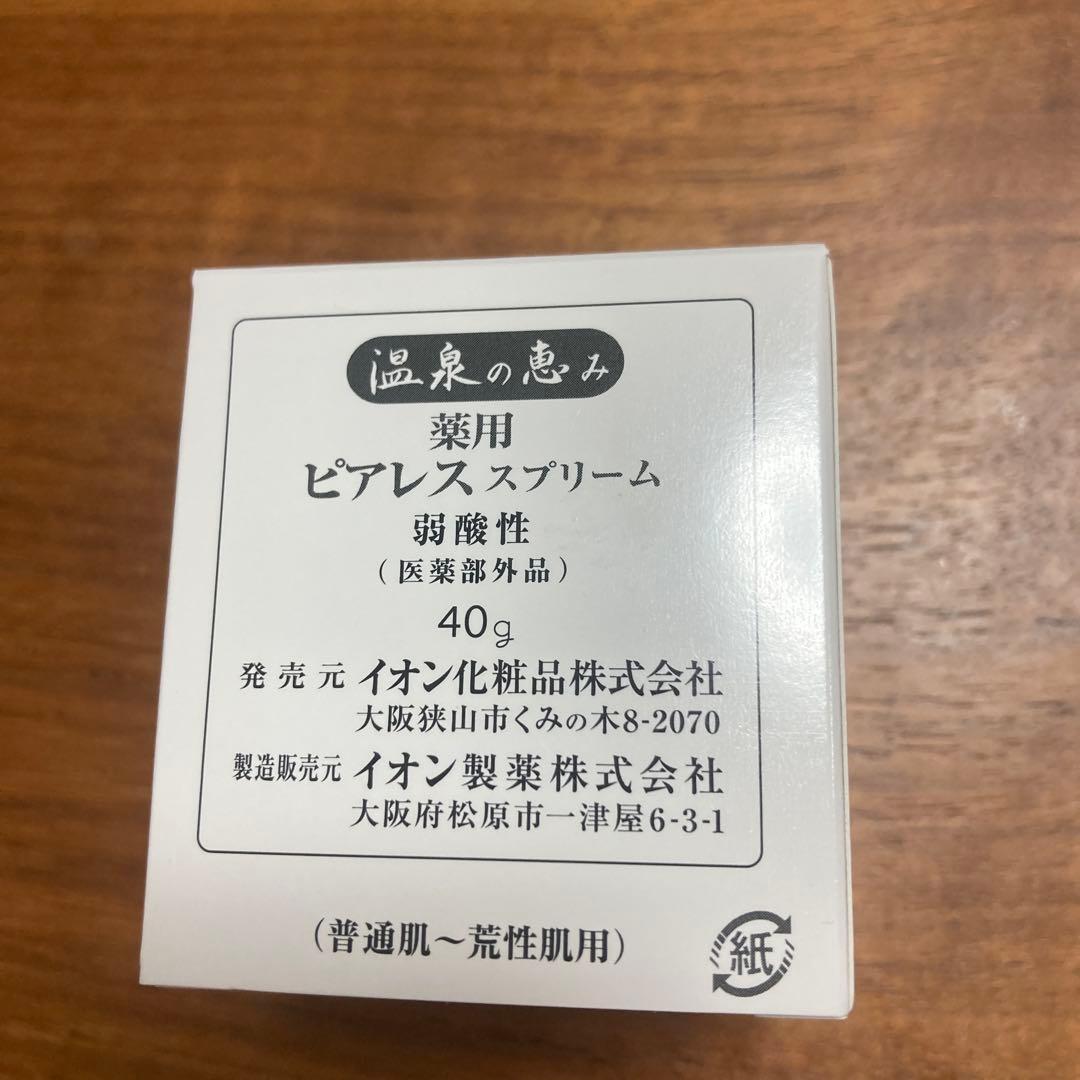 温泉の恵み
薬用
ピアレス スプリーム
弱酸性
(医薬部外品)
40g
発売元 イオン化粧品株式会社
大阪狭山市くみの木8-2070
製造販売元 イオン製薬株式会社
大阪府松原市一津屋6-3-1
(普通肌～荒性肌用)
紙